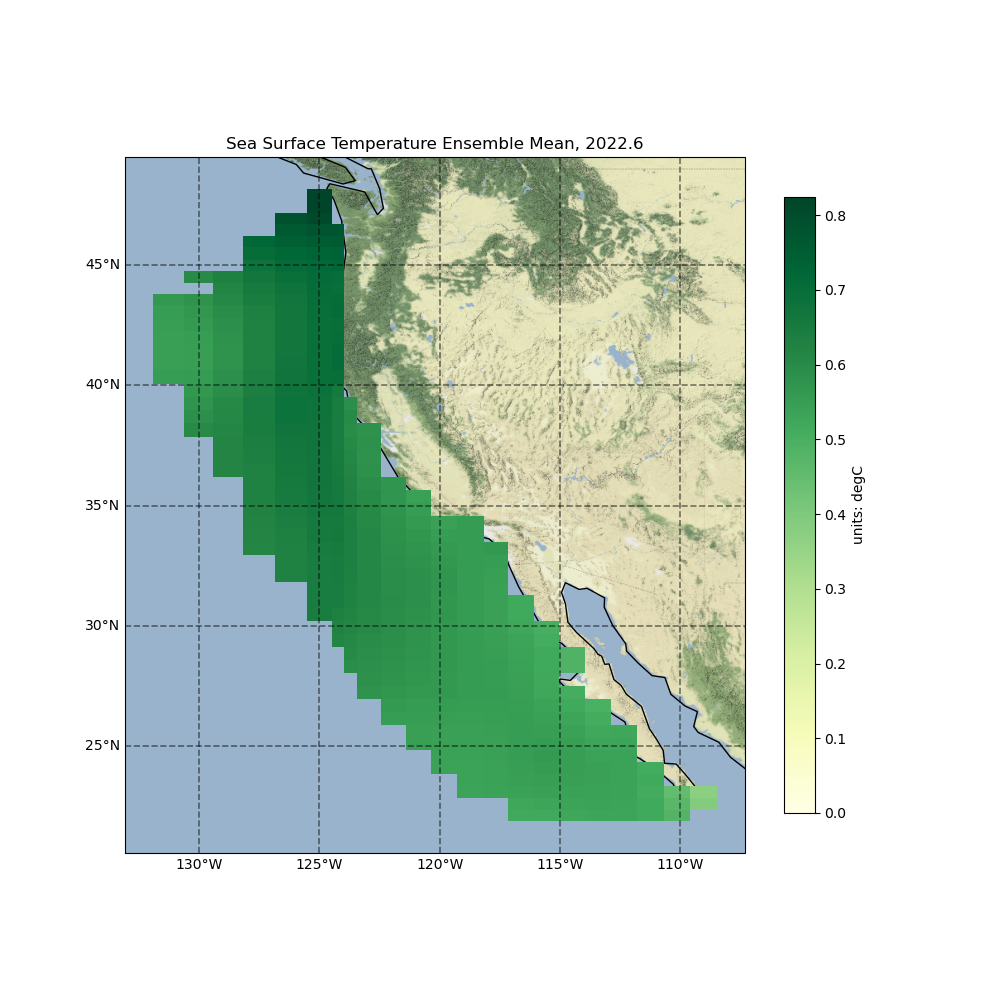 Sea Surface Temperature Ensemble Mean, 2022.6
45°N
40°N
35°N
30°N
25°N
130°W
125°W
120°W
115°W
110°W
0.8
0.7
0.6
0.5
0.4
0.3
0.2
0.1
0.0
units: degC